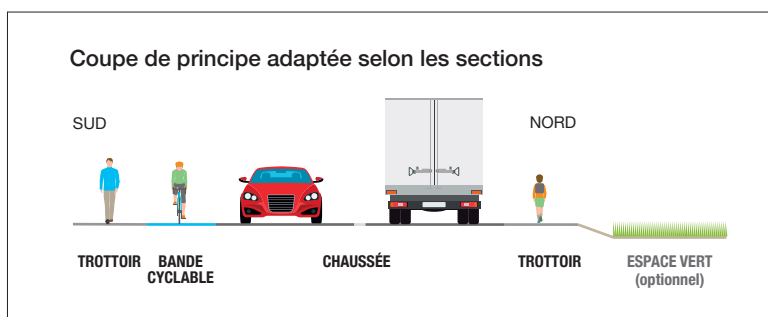 Coupe de principe adaptée selon les sections
SUD
NORD
TROTTOIR
BANDE
CYCLABLE
CHAUSSÉE
TROTTOIR
ESPACE VERT
(optionnel)